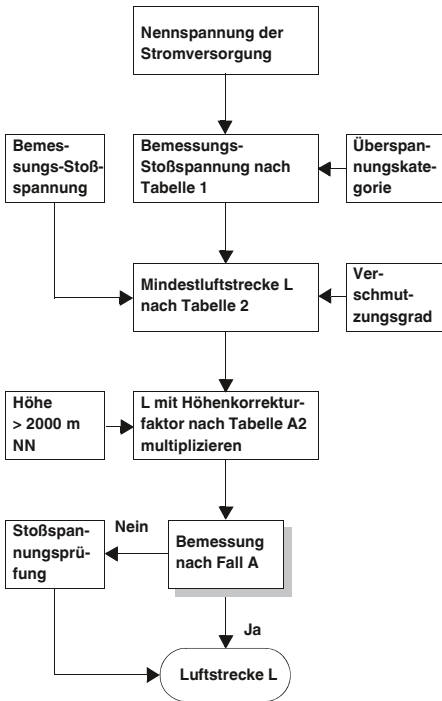 Nennspannung der
Stromversorgung
Bemes-
sungs-Stoß-
spannung
Bemessungs-
Stoßspannung nach
Tabelle 1
Überspan-
nungskate-
gorie
Mindestluftstrecke L
nach Tabelle 2
Ver-
schmut-
zungsgrad
Höhe
> 2000 m
NN
L mit Höhenkorrektur-
faktor nach Tabelle A2
multiplizieren
Stoßspan-
nungsprü-
fung
Nein
Bemessung
nach Fall A
Ja
Luftstrecke L